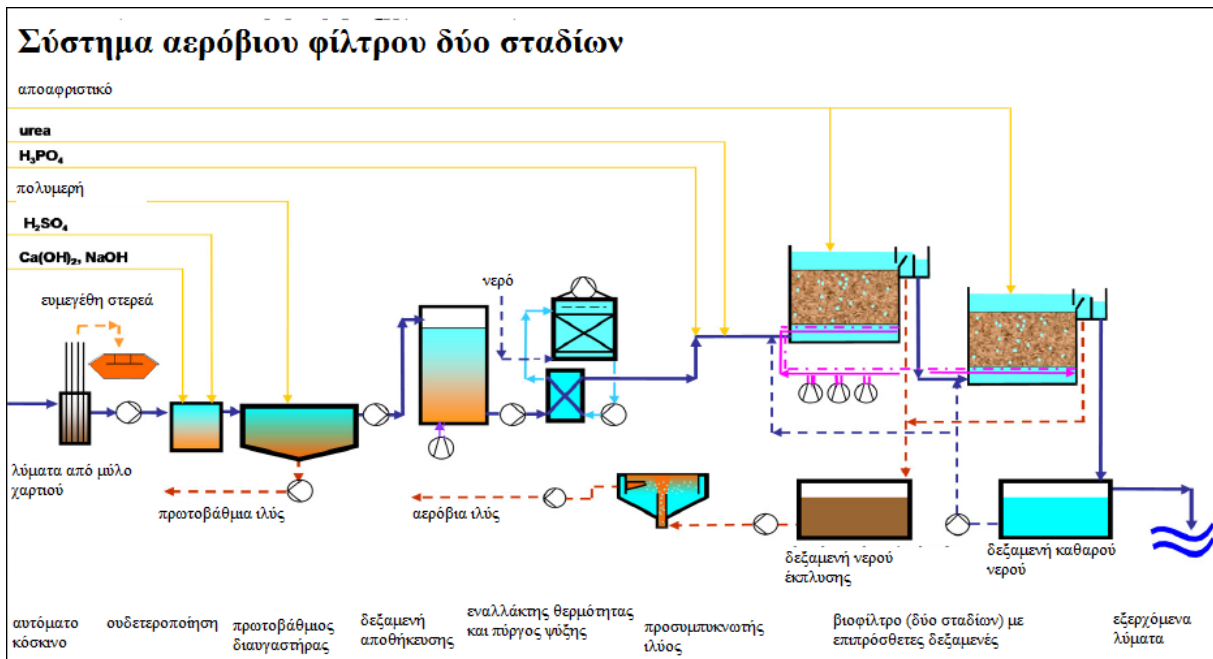 Σύστημα αερόβιου φίλτρου δύο σταδίων
αποαφριστικό
urea
H₃PO₄
πολυμερή
H₂SO₄
Ca(OH)₂, NaOH
ευμεγέθη στερεά
νερό
λύματα από μύλο
χαρτιού
πρωτοβάθμια ιλύς
αερόβια ιλύς
δεξαμενή νερού
έκπλυσης
δεξαμενή καθαρού
νερού
αυτόματο
κόσκινο
ουδετεροποίηση
πρωτοβάθμιος
διαυγαστήρας
δεξαμενή
αποθήκευσης
εναλλάκτης θερμότητας
και πύργος ψύξης
προσυμπυκνωτής
ιλύος
βιοφίλτρο (δύο σταδίων) με
επιπρόσθετες δεξαμενές
εξερχόμενα
λύματα